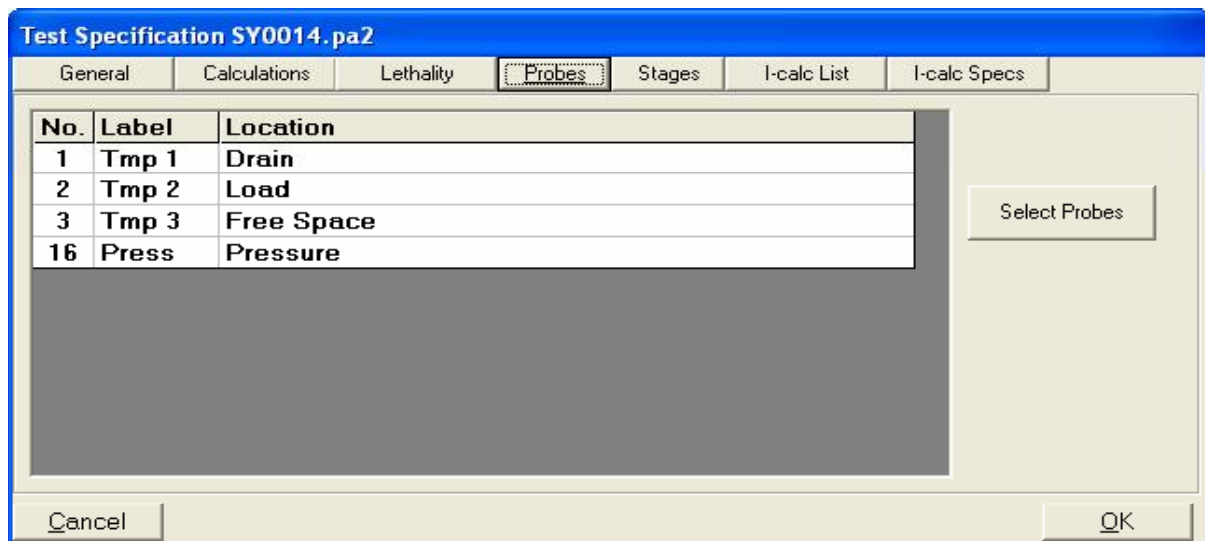 Test Specification SY0014.pa2
General Calculations Lethality Probes Stages I-calc List I-calc Specs
No. Label Location
1 Tmp 1 Drain
2 Tmp 2 Load
3 Tmp 3 Free Space
16 Press Pressure
Select Probes
Cancel OK